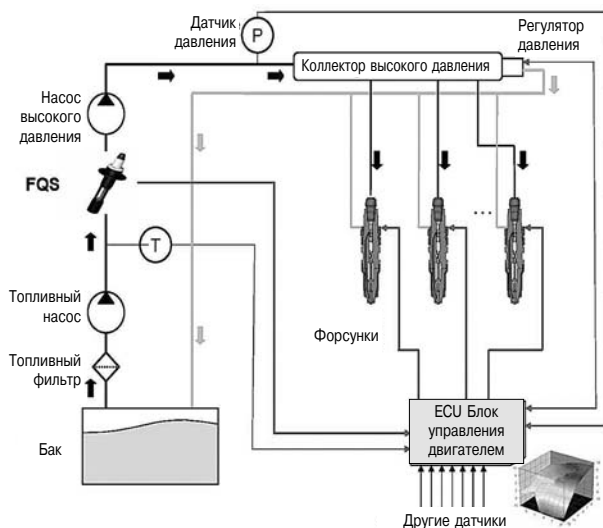 Датчик
давления
P
Регулятор
давления
Коллектор высокого давления
Насос
высокого
давления
FQS
T
...
Топливный
насос
Форсунки
Топливный
фильтр
Бак
ECU Блок
управления
двигателем
Другие датчики